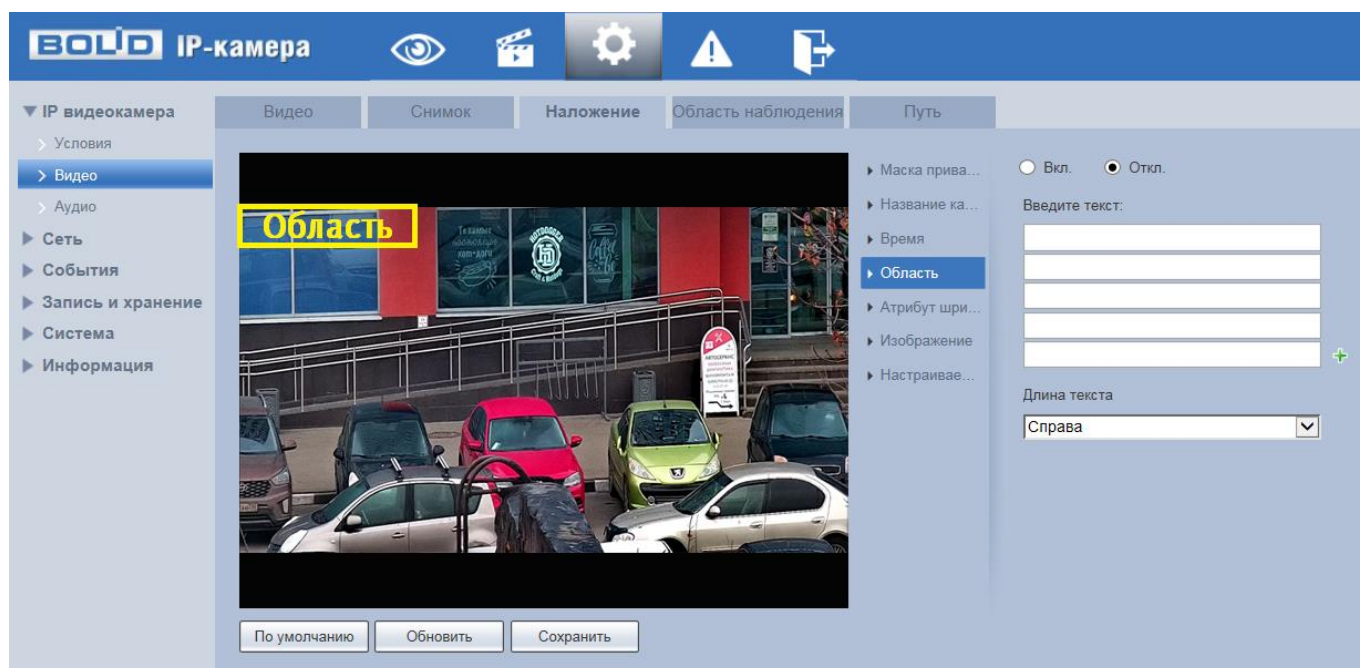 BOLID IP-камера
IP видеокамера
Условия
Видео
Аудио
Сеть
События
Запись и хранение
Система
Информация
Видео Снимок Наложение Область наблюдения Путь
Область
HOTDOGGER
АВТОСЕРВИС
Маска прива...
Название ка...
Время
Область
Атрибут шри...
Изображение
Настраивае...
Вкл. Откл.
Введите текст:
Длина текста
Справа
По умолчанию Обновить Сохранить